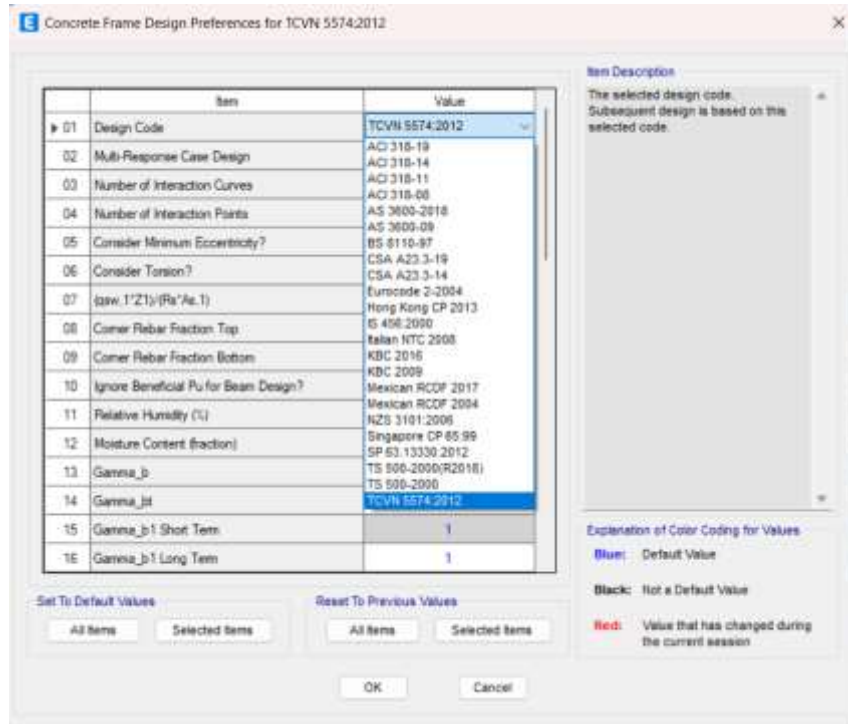 E Concrete Frame Design Preferences for TCVN 5574:2012
Item Value
01 Design Code TCVN 5574:2012
02 Multi-Response Case Design
03 Number of Interaction Curves
04 Number of Interaction Points
05 Consider Minimum Eccentricity?
06 Consider Torsion?
07 (qsw,1*Z1)/(Rs*As,1)
08 Corner Rebar Fraction Top
09 Corner Rebar Fraction Bottom
10 Ignore Beneficial Pu for Beam Design?
11 Relative Humidity (%)
12 Moisture Content (fraction)
13 Gamma_b
14 Gamma_bt
15 Gamma_b1 Short Term 1
16 Gamma_b1 Long Term 1
ACI 318-19
ACI 318-14
ACI 318-11
ACI 318-08
AS 3600-2018
AS 3600-09
BS 8110-97
CSA A23.3-19
CSA A23.3-14
Eurocode 2-2004
Hong Kong CP 2013
IS 456:2000
Italian NTC 2008
KBC 2016
KBC 2009
Mexican RCDF 2017
Mexican RCDF 2004
NZS 3101:2006
Singapore CP 65:99
SP 63.13330.2012
TS 500-2000(R2018)
TS 500-2000
TCVN 5574:2012
Item Description
The selected design code.
Subsequent design is based on this
selected code.
Explanation of Color Coding for Values
Blue: Default Value
Black: Not a Default Value
Red: Value that has changed during
the current session
Set To Default Values
All Items Selected Items
Reset To Previous Values
All Items Selected Items
OK Cancel